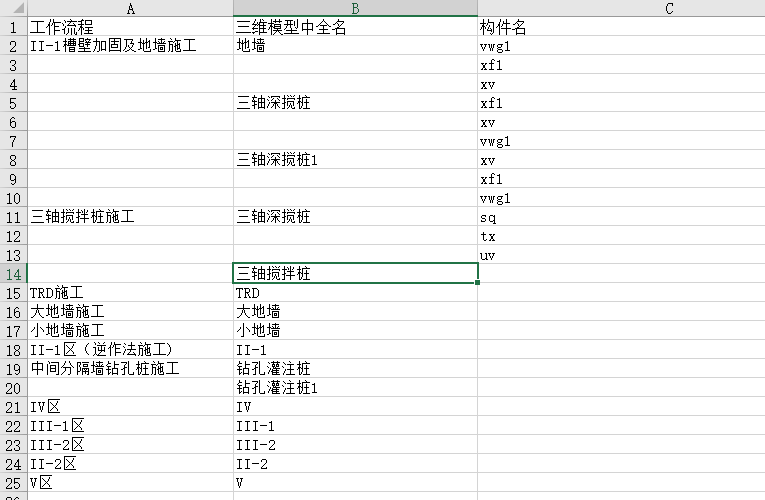 A B C
1 工作流程 三维模型中全名 构件名
2 II-1槽壁加固及地墙施工 地墙 vwg1
3 xf1
4 xv
5 三轴深搅桩 xf1
6 xv
7 vwg1
8 三轴深搅桩1 xv
9 xf1
10 vwg1
11 三轴搅拌桩施工 三轴深搅桩 sq
12 tx
13 uv
14 三轴搅拌桩
15 TRD施工 TRD
16 大地墙施工 大地墙
17 小地墙施工 小地墙
18 II-1区（逆作法施工） II-1
19 中间分隔墙钻孔桩施工 钻孔灌注桩
20 钻孔灌注桩1
21 IV区 IV
22 III-1区 III-1
23 III-2区 III-2
24 II-2区 II-2
25 V区 V